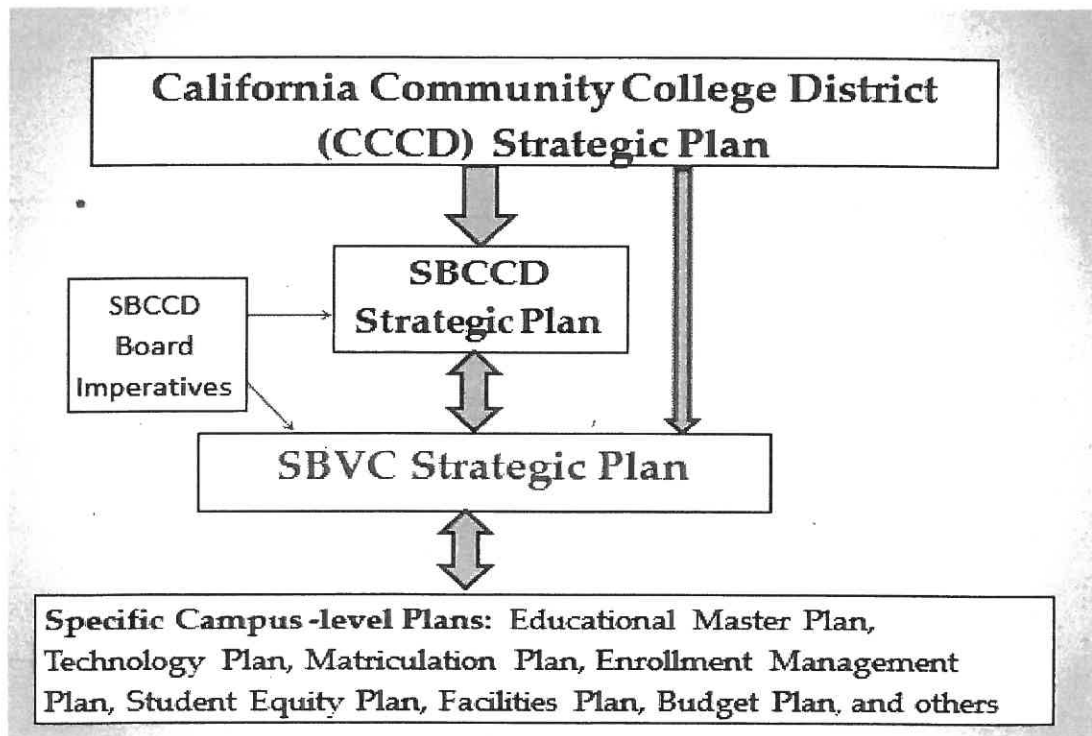 California Community College District
(CCCD) Strategic Plan
SBCCD
Strategic Plan
SBCCD
Board
Imperatives
SBVC Strategic Plan
Specific Campus-level Plans: Educational Master Plan,
Technology Plan, Matriculation Plan, Enrollment Management
Plan, Student Equity Plan, Facilities Plan, Budget Plan, and others